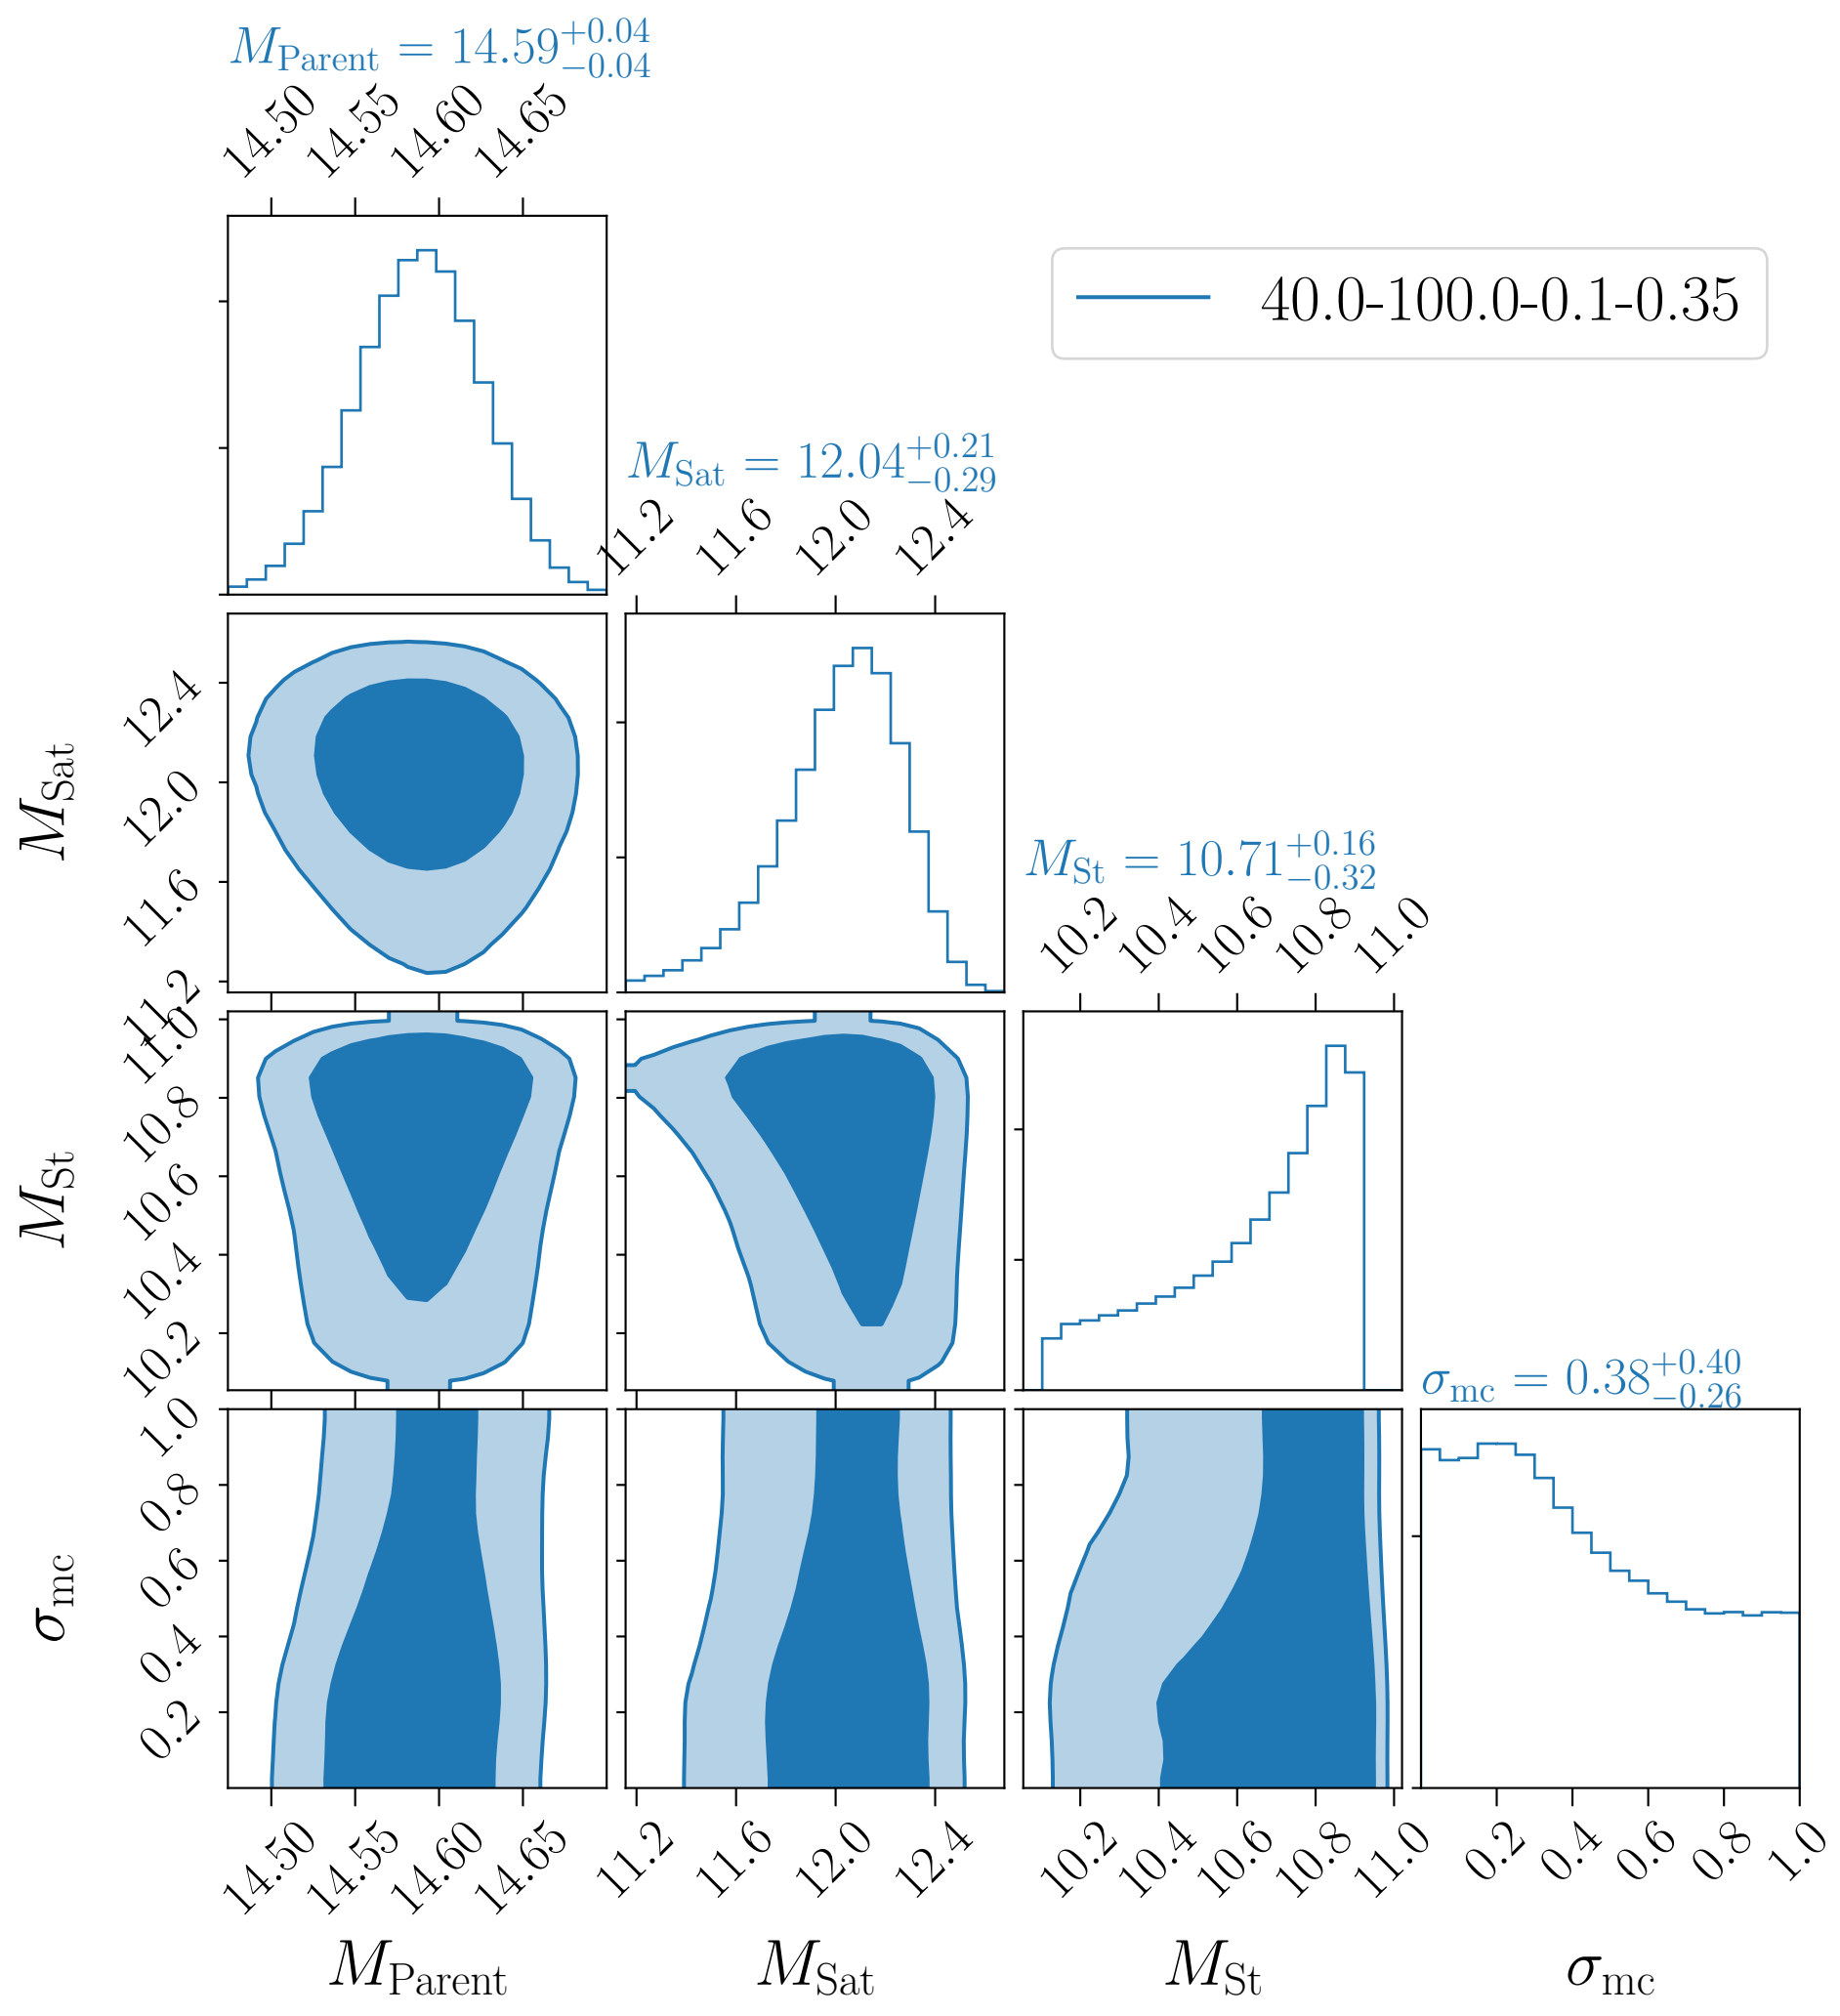 M_Parent = 14.59^{+0.04}_{-0.04}
14.50 14.55 14.60 14.65
40.0-100.0-0.1-0.35
M_Sat = 12.04^{+0.21}_{-0.29}
11.2 11.6 12.0 12.4
M_Sat
12.4
12.0
11.6
11.2
M_St = 10.71^{+0.16}_{-0.32}
10.2 10.4 10.6 10.8 11.0
M_St
11.0
10.8
10.6
10.4
10.2
σ_mc = 0.38^{+0.40}_{-0.26}
σ_mc
1.0
0.8
0.6
0.4
0.2
14.50 14.55 14.60 14.65 11.2 11.6 12.0 12.4 10.2 10.4 10.6 10.8 11.0 0.2 0.4 0.6 0.8 1.0
M_Parent M_Sat M_St σ_mc